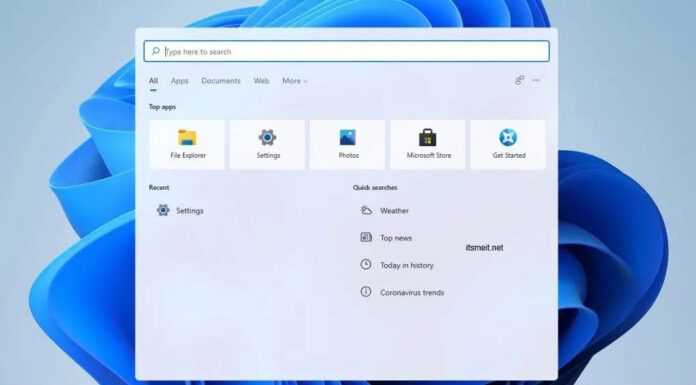 Type here to search
All Apps Documents Web More
Top apps
File Explorer Settings Photos Microsoft Store Get Started
Recent Quick searches
Settings Weather
Top news
itsmeit.net
Today in history
Coronavirus trends